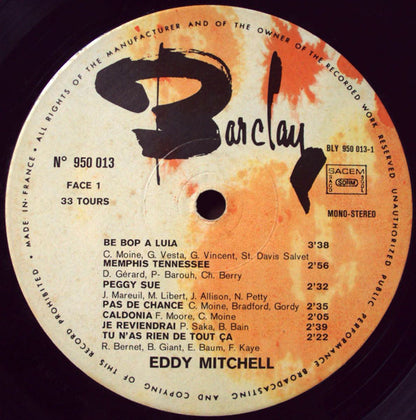 • ALL RIGHTS OF THE MANUFACTURER AND OF THE OWNER OF THE RECORDED WORK RESERVED UNAUTHORIZED PUBLIC PERFORMANCE BROADCASTING AND COPYING OF THIS RECORD PROHIBITED • MADE IN FRANCE
Barclay
N° 950 013
BLY 950 013-1
FACE 1
33 TOURS
SACEM
SACD
SDRM
SGDL
MONO-STEREO
BE BOP A LULA 3'38
C. Moine, G. Vesta, G. Vincent, St. Davis Salvet
MEMPHIS TENNESSEE 2'56
D. Gérard, P- Barouh, Ch. Berry
PEGGY SUE 2'32
J. Mareuil, M. Libert, J. Allison, N. Petty
PAS DE CHANCE C. Moine, Bradford, Gordy 2'35
CALDONIA F. Moore, C. Moine 2'05
JE REVIENDRAI P. Saka, B. Bain 2'39
TU N'AS RIEN DE TOUT ÇA 2'22
R. Bernet, B. Giant, E. Baum, F. Kaye
EDDY MITCHELL